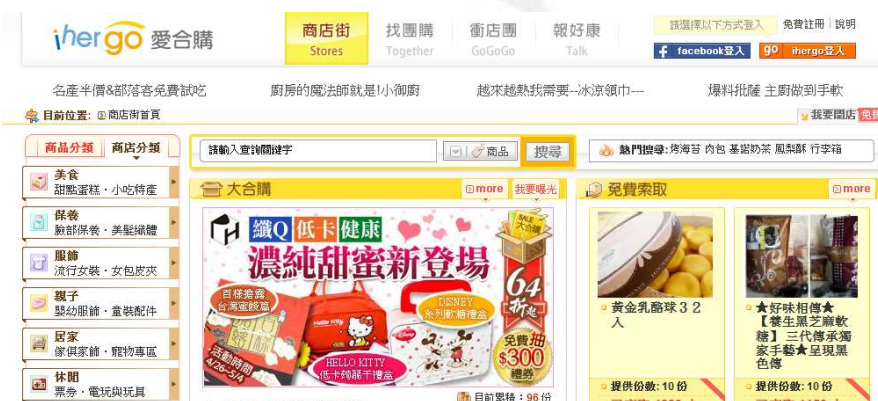 ihergo 愛合購
商店街 找團購 衝店團 報好康
Stores Together GoGoGo Talk
請選擇以下方式登入 免費註冊 | 說明
facebook登入 go ihergo登入
名產半價&部落客免費試吃 廚房的魔法師就是!小御廚 越來越熱我需要--冰涼領巾--- 爆料批薩 主廚做到手軟
目前位置: 商店街首頁
我要開店 免費
商品分類 商店分類
請輸入查詢關鍵字 商品 搜尋
熱門搜尋:烤海苔 肉包 基諾奶茶 鳳梨酥 行李箱
美食
甜點蛋糕・小吃特產
保養
臉部保養・美髮纖體
服飾
流行女裝・女包皮夾
親子
嬰幼服飾・童裝配件
居家
傢俱家飾・寵物專區
休閒
票券・電玩與玩具
大合購 more 我要曝光
纖Q低卡健康
濃純甜蜜新登場
SALE 大合購
64折起
百樣搶露
台灣蜜餞篇
DISNEY
系列軟糖禮盒
HELLO KITTY
低卡蒟蒻干禮盒
活動時間
4/26~5/4
免費抽
$300
禮券
目前累積:96份
免費索取 more
黃金乳酪球32入
提供份數:10 份
★好味相傳★
【養生黑芝麻軟
糖】 三代傳承獨
家手藝★呈現黑
色傳
提供份數:10 份